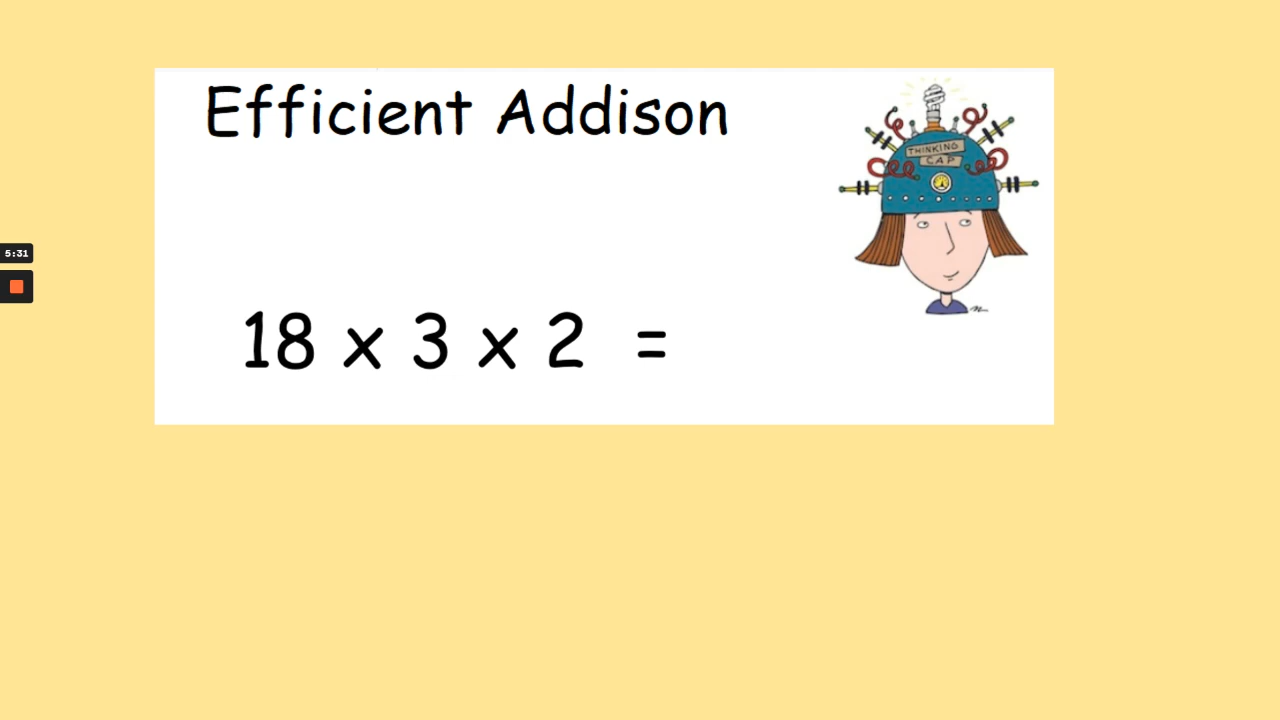 Efficient Addison
THINKING
CAP
5:31
18 x 3 x 2 =